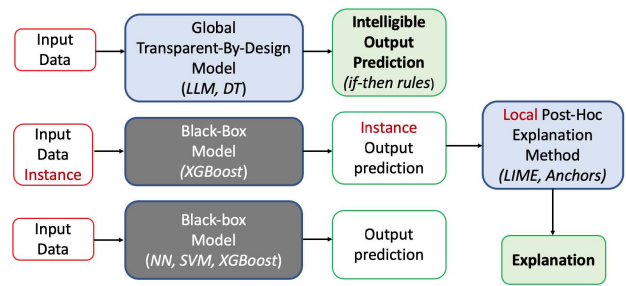 Input
Data
Global
Transparent-By-Design
Model
(LLM, DT)
Intelligible
Output
Prediction
(if-then rules)
Input
Data
Instance
Black-Box
Model
(XGBoost)
Instance
Output
prediction
Local Post-Hoc
Explanation
Method
(LIME, Anchors)
Input
Data
Black-box
Model
(NN, SVM, XGBoost)
Output
prediction
Explanation